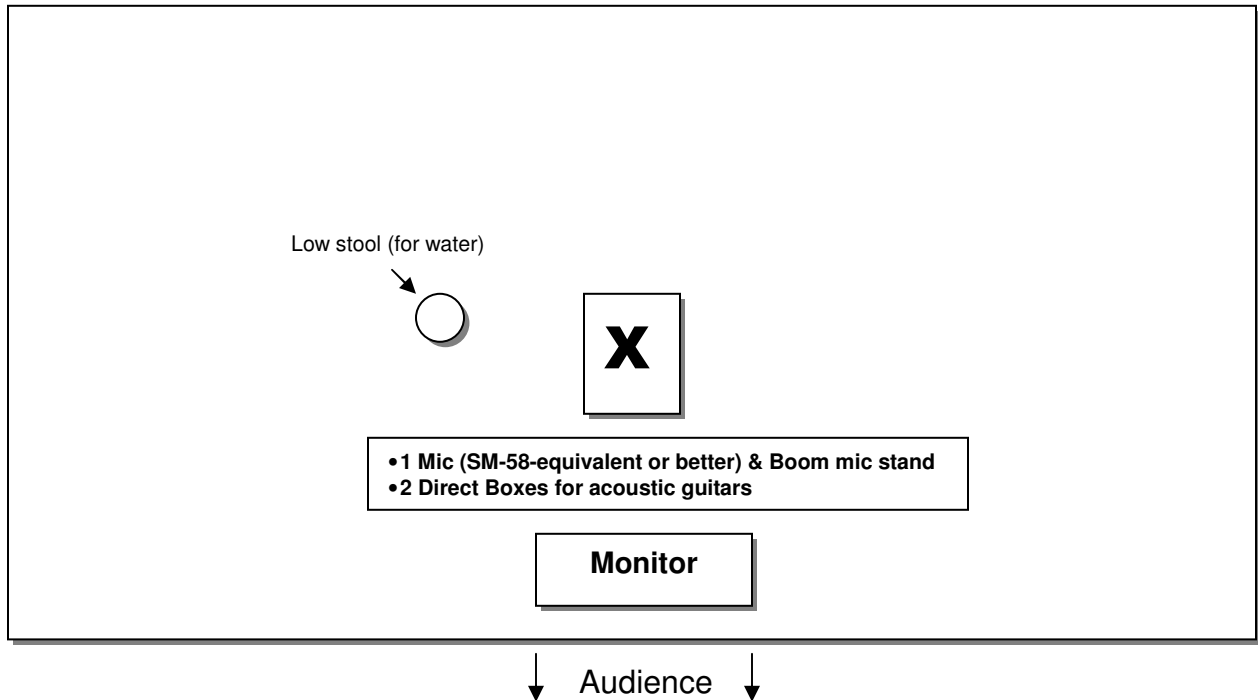 Low stool (for water)
X
•1 Mic (SM-58-equivalent or better) & Boom mic stand
•2 Direct Boxes for acoustic guitars
Monitor
Audience